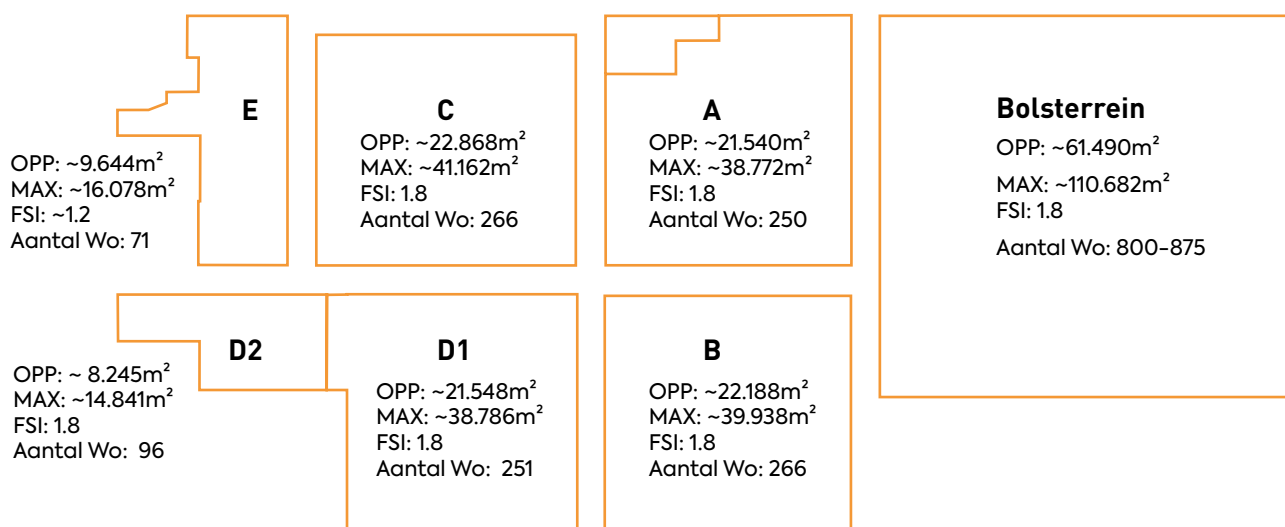 E
OPP: ~9.644m²
MAX: ~16.078m²
FSI: ~1.2
Aantal Wo: 71
C
OPP: ~22.868m²
MAX: ~41.162m²
FSI: 1.8
Aantal Wo: 266
A
OPP: ~21.540m²
MAX: ~38.772m²
FSI: 1.8
Aantal Wo: 250
Bolsterrein
OPP: ~61.490m²
MAX: ~110.682m²
FSI: 1.8
Aantal Wo: 800-875
D2
OPP: ~ 8.245m²
MAX: ~14.841m²
FSI: 1.8
Aantal Wo: 96
D1
OPP: ~21.548m²
MAX: ~38.786m²
FSI: 1.8
Aantal Wo: 251
B
OPP: ~22.188m²
MAX: ~39.938m²
FSI: 1.8
Aantal Wo: 266